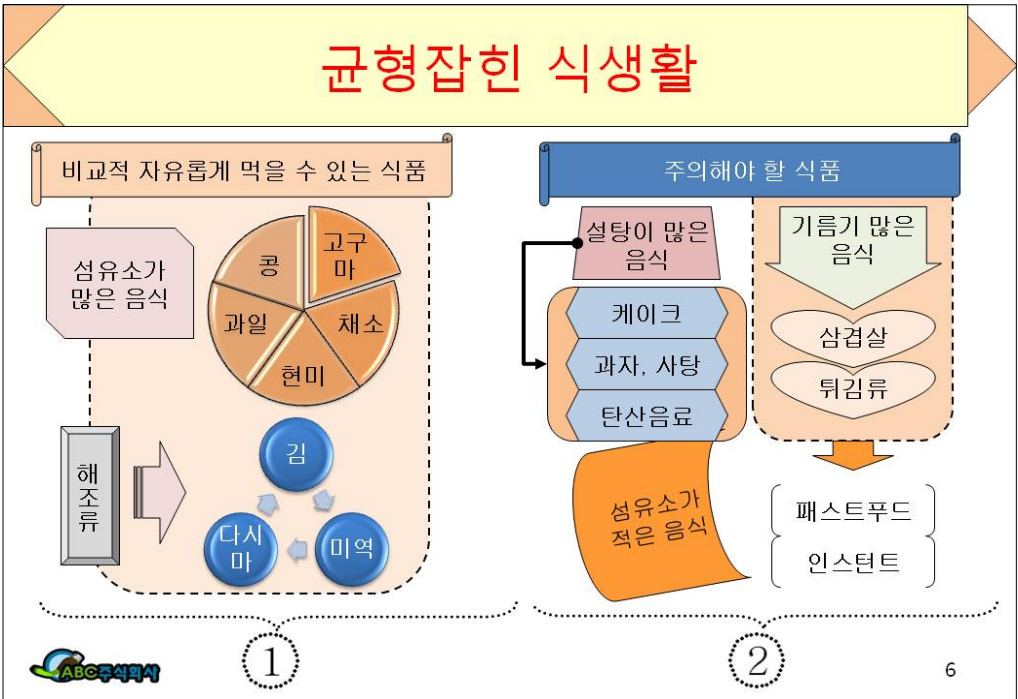 균형잡힌 식생활
비교적 자유롭게 먹을 수 있는 식품
섬유소가
많은 음식
콩
고구
마
과일
채소
현미
해
조
류
김
다시
마
미역
①
주의해야 할 식품
설탕이 많은
음식
케이크
과자, 사탕
탄산음료
기름기 많은
음식
삼겹살
튀김류
섬유소가
적은 음식
패스트푸드
인스턴트
②
ABC주식회사
6